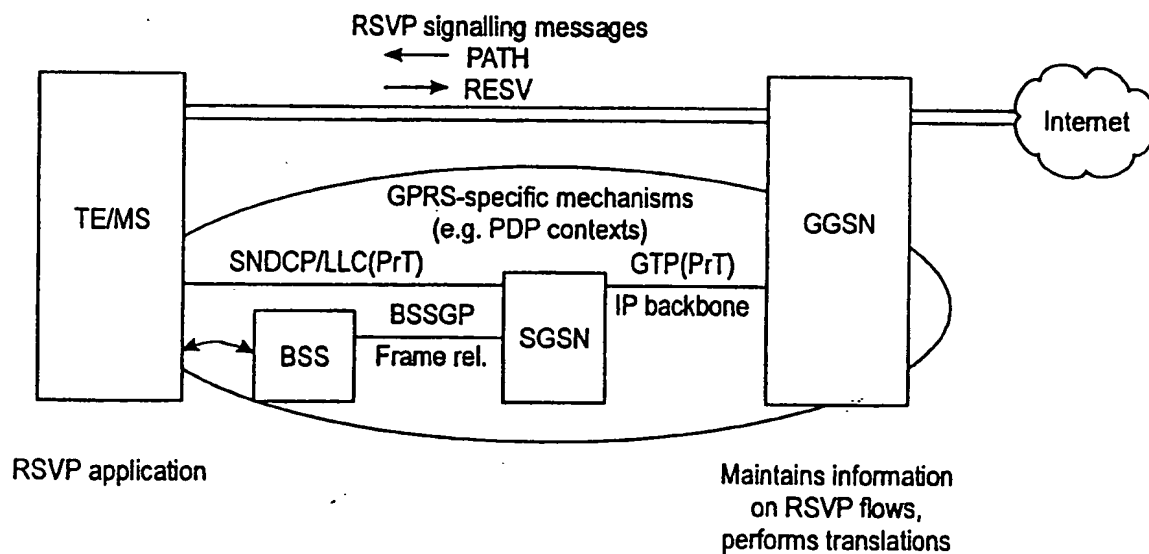 RSVP signalling messages
PATH
RESV
Internet
TE/MS
GPRS-specific mechanisms
(e.g. PDP contexts)
GGSN
SNDCP/LLC(PrT)
GTP(PrT)
BSSGP
SGSN
IP backbone
BSS
Frame rel.
RSVP application
Maintains information
on RSVP flows,
performs translations